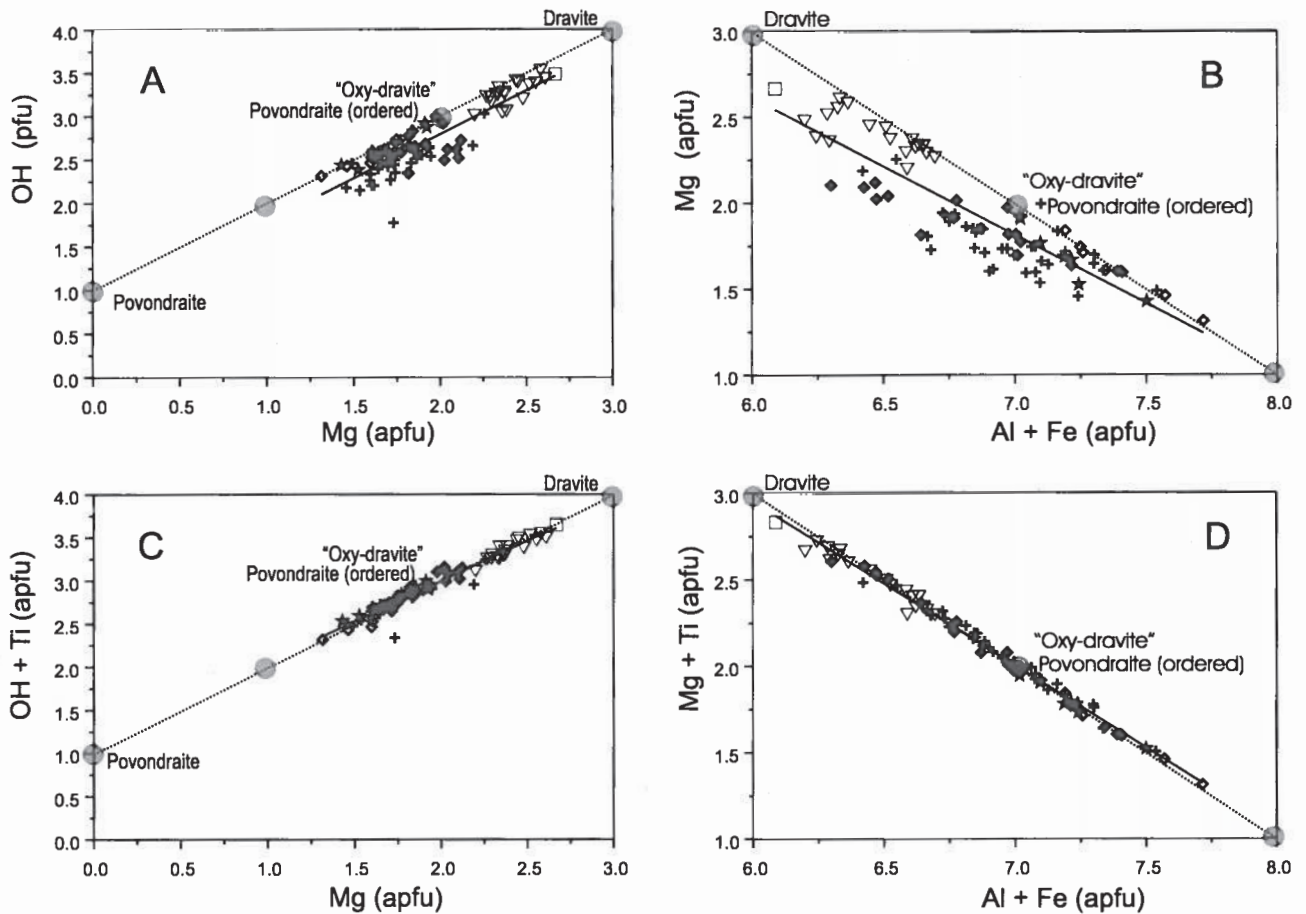 Dravite
A
OH (pfu)
4.0
3.5
3.0
2.5
2.0
1.5
1.0
0.5
0.0
"Oxy-dravite"
Povondraite (ordered)
Povondraite
0.0 0.5 1.0 1.5 2.0 2.5 3.0
Mg (apfu)
Dravite
B
Mg (apfu)
3.0
2.5
2.0
1.5
1.0
"Oxy-dravite"
Povondraite (ordered)
6.0 6.5 7.0 7.5 8.0
Al + Fe (apfu)
Dravite
C
OH + Ti (apfu)
4.0
3.5
3.0
2.5
2.0
1.5
1.0
0.5
0.0
"Oxy-dravite"
Povondraite (ordered)
Povondraite
0.0 0.5 1.0 1.5 2.0 2.5 3.0
Mg (apfu)
Dravite
D
Mg + Ti (apfu)
3.0
2.5
2.0
1.5
1.0
"Oxy-dravite"
Povondraite (ordered)
6.0 6.5 7.0 7.5 8.0
Al + Fe (apfu)